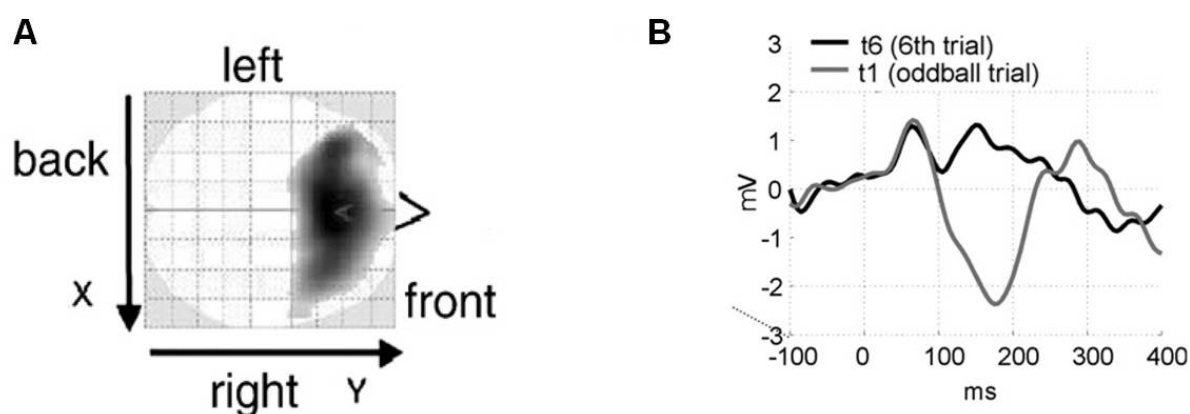 A
left
back
X
front
right Y
B
t6 (6th trial)
t1 (oddball trial)
3
2
1
0
-1
-2
-3
mV
-100 0 100 200 300 400
ms